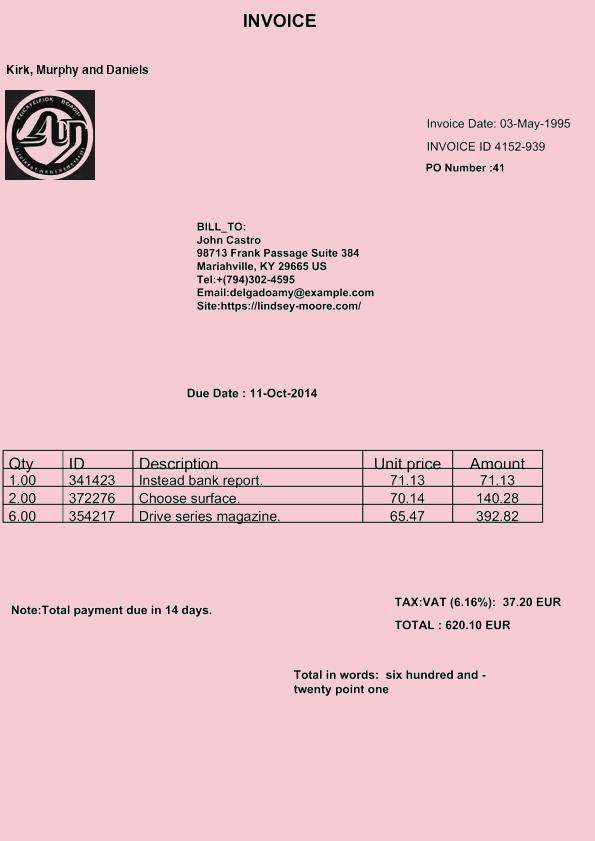 INVOICE
Kirk, Murphy and Daniels
Invoice Date: 03-May-1995
INVOICE ID 4152-939
PO Number :41
BILL_TO:
John Castro
98713 Frank Passage Suite 384
Mariahville, KY 29665 US
Tel:+(794)302-4595
Email:delgadoamy@example.com
Site:https://lindsey-moore.com/
Due Date : 11-Oct-2014
Qty ID Description Unit price Amount
1.00 341423 Instead bank report. 71.13 71.13
2.00 372276 Choose surface. 70.14 140.28
6.00 354217 Drive series magazine. 65.47 392.82
TAX:VAT (6.16%): 37.20 EUR
Note:Total payment due in 14 days.
TOTAL : 620.10 EUR
Total in words: six hundred and -
twenty point one